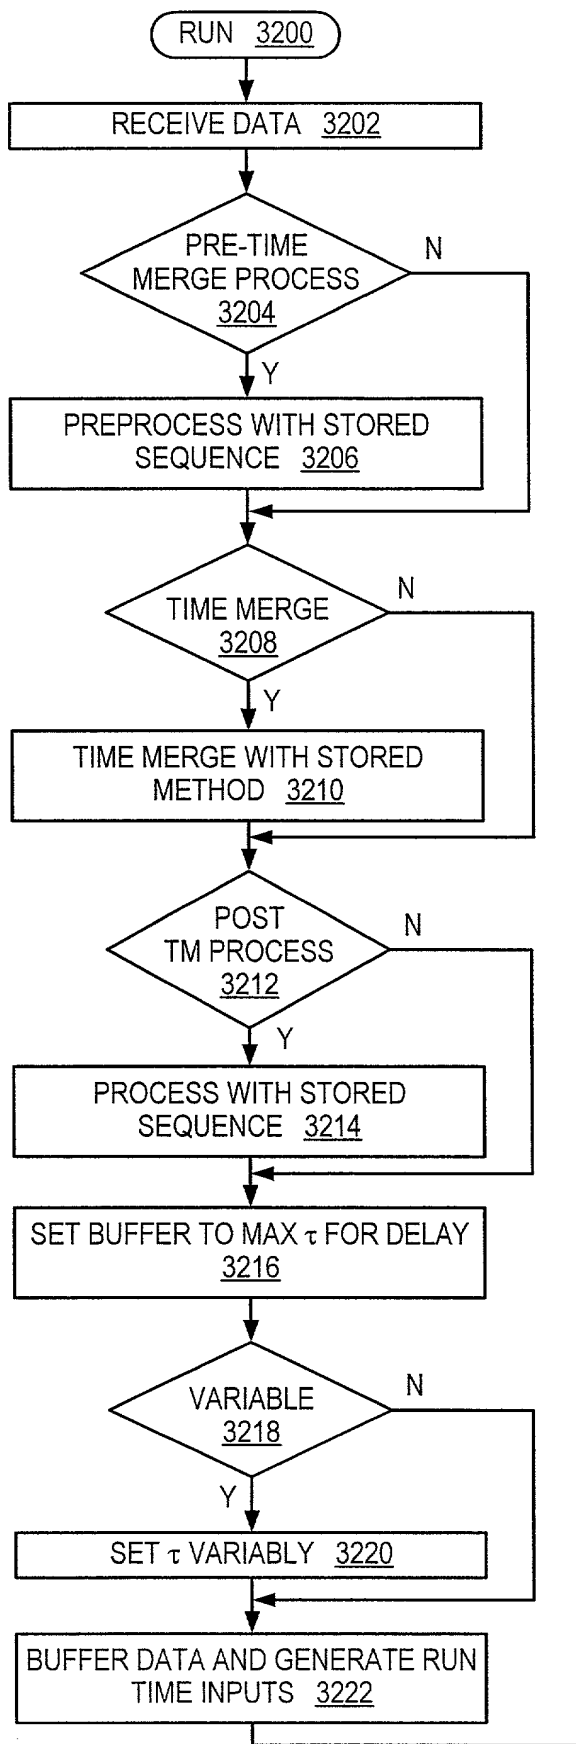 RUN 3200
RECEIVE DATA 3202
PRE-TIME
MERGE PROCESS
3204
N
Y
PREPROCESS WITH STORED
SEQUENCE 3206
TIME MERGE
3208
N
Y
TIME MERGE WITH STORED
METHOD 3210
POST
TM PROCESS
3212
N
Y
PROCESS WITH STORED
SEQUENCE 3214
SET BUFFER TO MAX τ FOR DELAY
3216
VARIABLE
3218
N
Y
SET τ VARIABLY 3220
BUFFER DATA AND GENERATE RUN
TIME INPUTS 3222